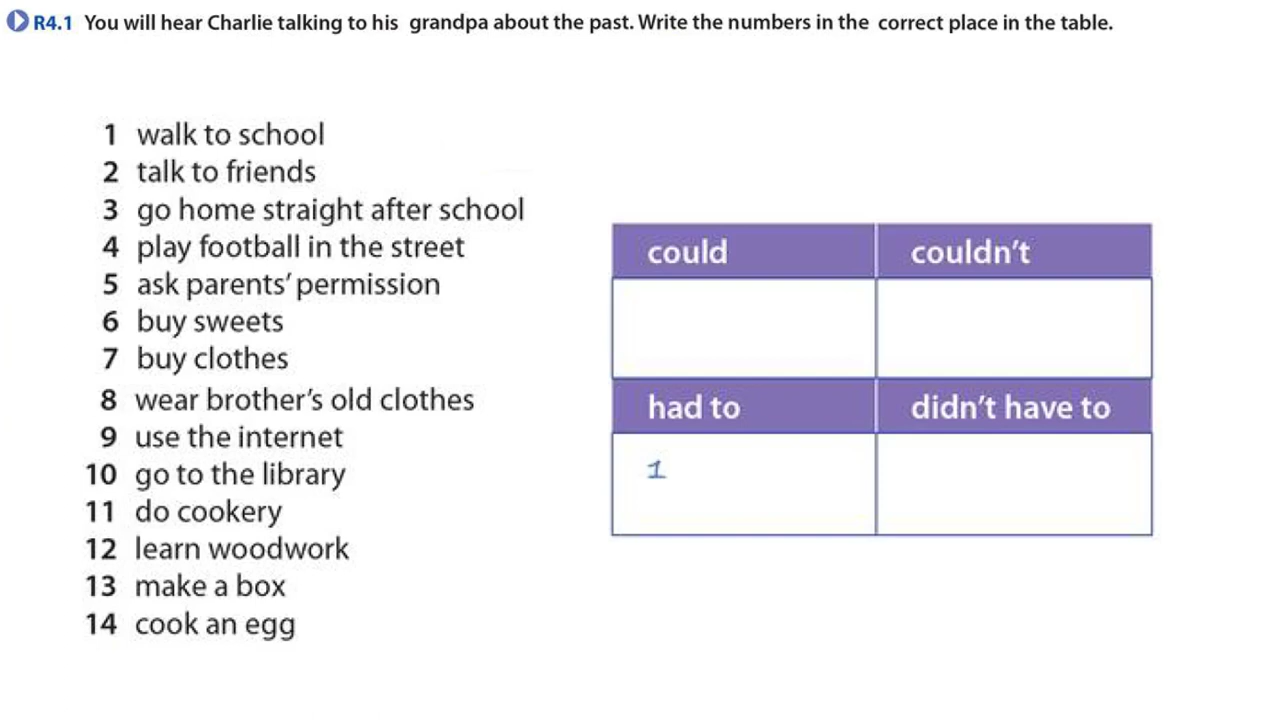 R4.1 You will hear Charlie talking to his grandpa about the past. Write the numbers in the correct place in the table.
1 walk to school
2 talk to friends
3 go home straight after school
4 play football in the street
5 ask parents' permission
6 buy sweets
7 buy clothes
8 wear brother's old clothes
9 use the internet
10 go to the library
11 do cookery
12 learn woodwork
13 make a box
14 cook an egg
could couldn't
had to didn't have to
1